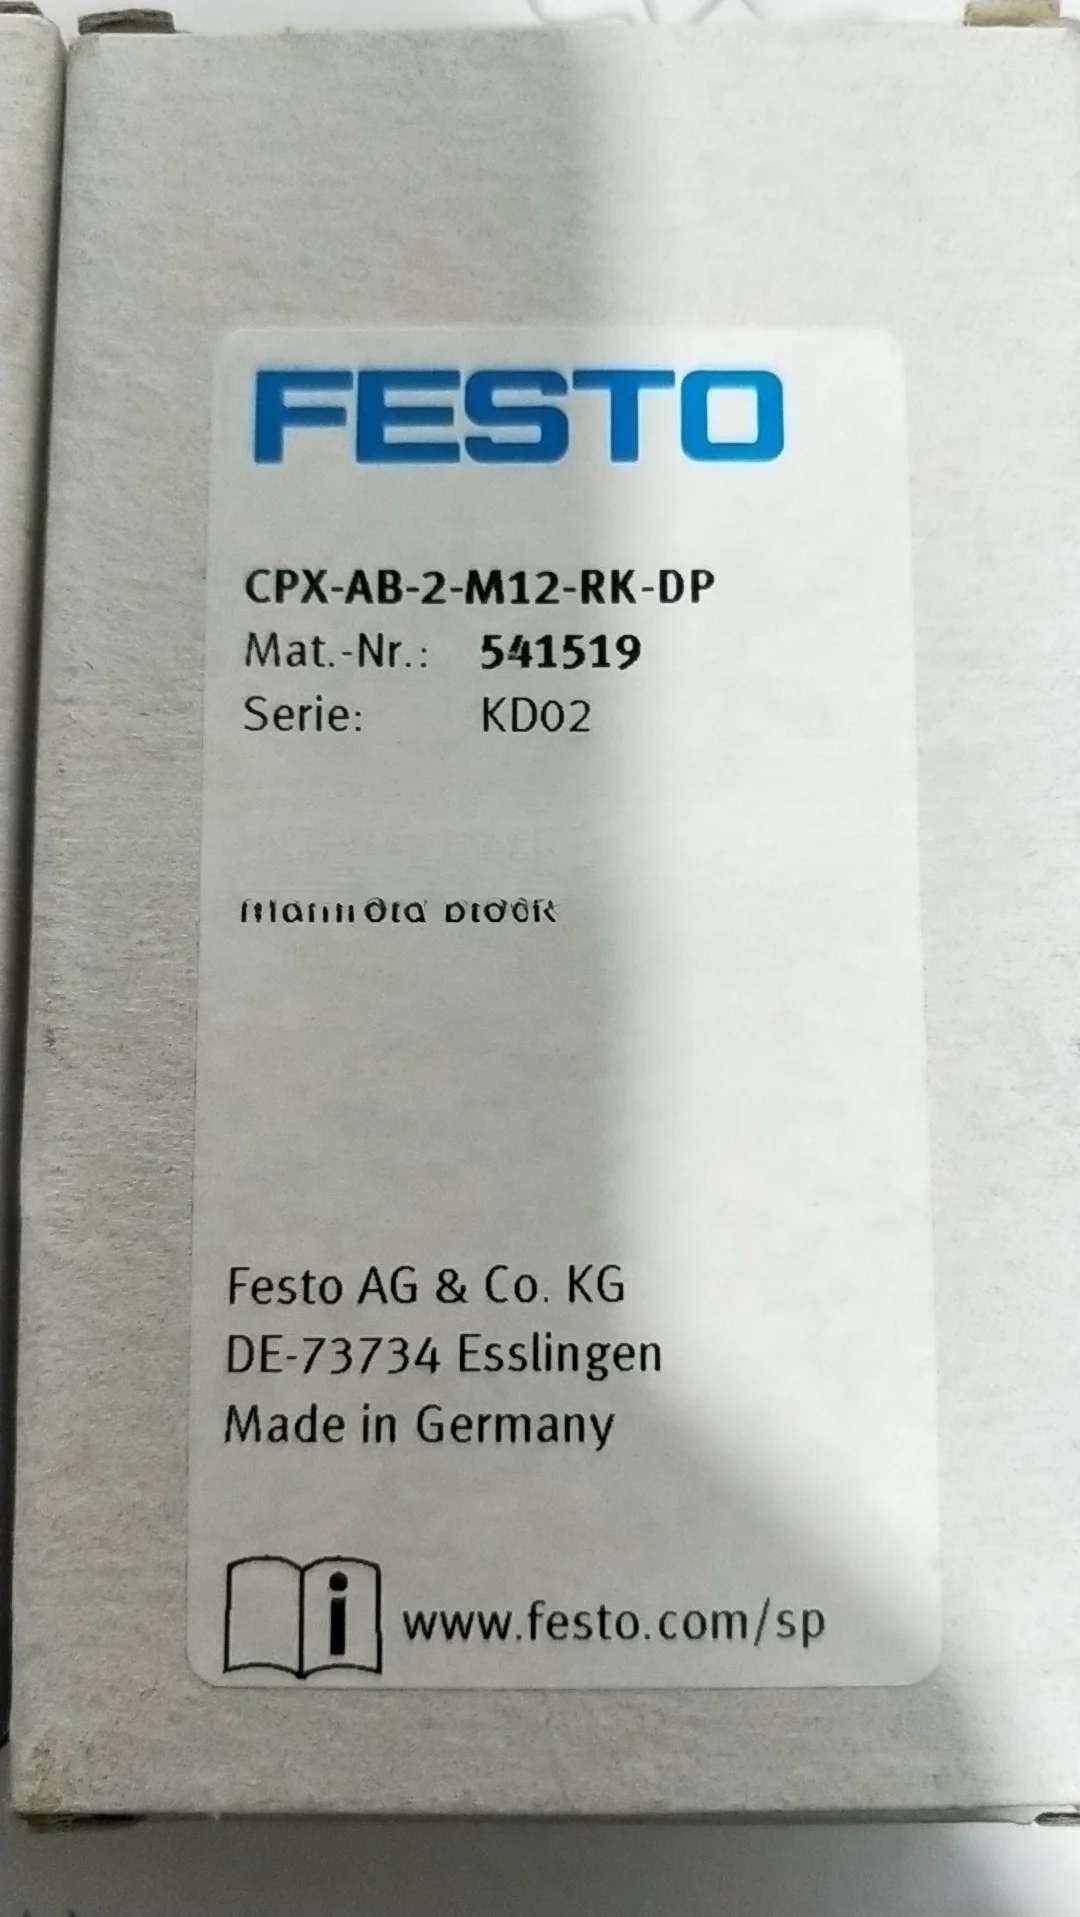 FESTO
CPX-AB-2-M12-RK-DP
Mat.-Nr.: 541519
Serie: KD02
Festo AG & Co. KG
DE-73734 Esslingen
Made in Germany
i www.festo.com/sp